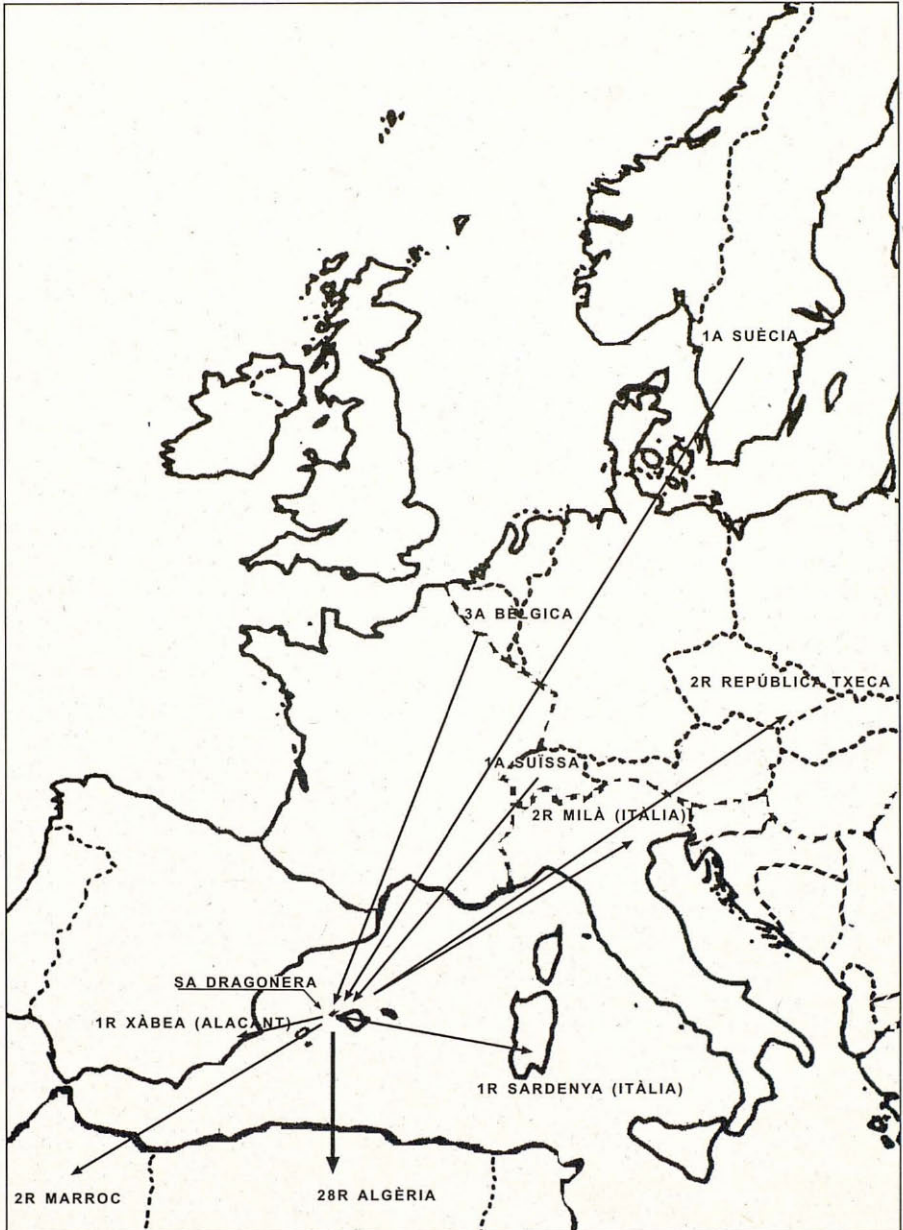 1A SUÈCIA
3A BÈLGICA
2R REPÚBLICA TXECA
1A SUÏSSA
2R MILÀ (ITÀLIA)
SA DRAGONERA
1R XÀBEA (ALACANT)
1R SARDENYA (ITÀLIA)
2R MARROC
28R ALGÈRIA